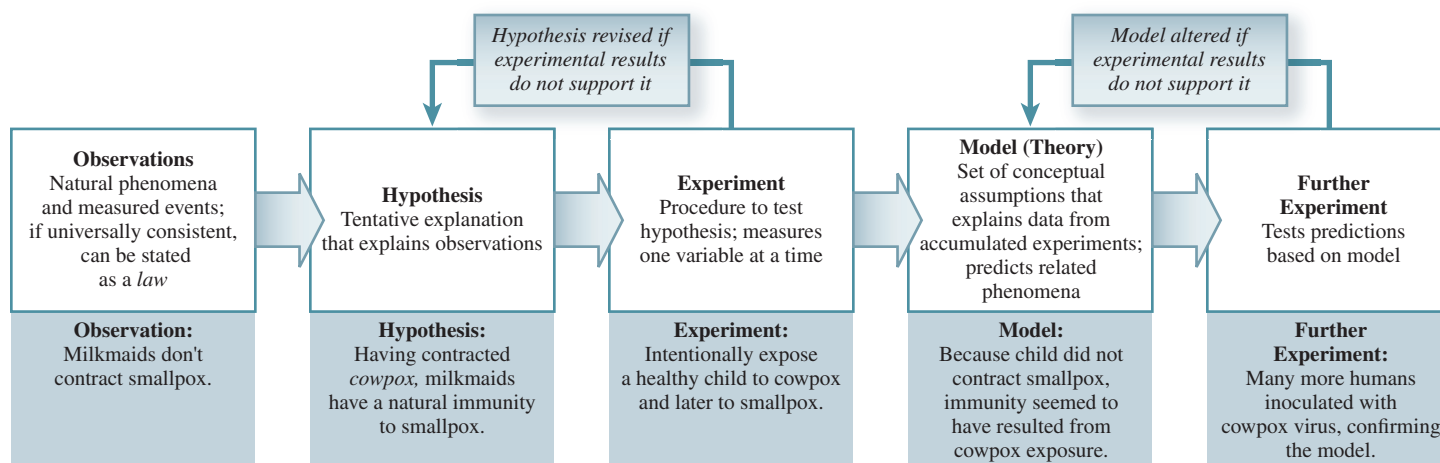 Hypothesis revised if
experimental results
do not support it
Model altered if
experimental results
do not support it
Observations
Natural phenomena
and measured events;
if universally consistent,
can be stated
as a law
Hypothesis
Tentative explanation
that explains observations
Experiment
Procedure to test
hypothesis; measures
one variable at a time
Model (Theory)
Set of conceptual
assumptions that
explains data from
accumulated experiments;
predicts related
phenomena
Further
Experiment
Tests predictions
based on model
Observation:
Milkmaids don't
contract smallpox.
Hypothesis:
Having contracted
cowpox, milkmaids
have a natural immunity
to smallpox.
Experiment:
Intentionally expose
a healthy child to cowpox
and later to smallpox.
Model:
Because child did not
contract smallpox,
immunity seemed to
have resulted from
cowpox exposure.
Further
Experiment:
Many more humans
inoculated with
cowpox virus, confirming
the model.